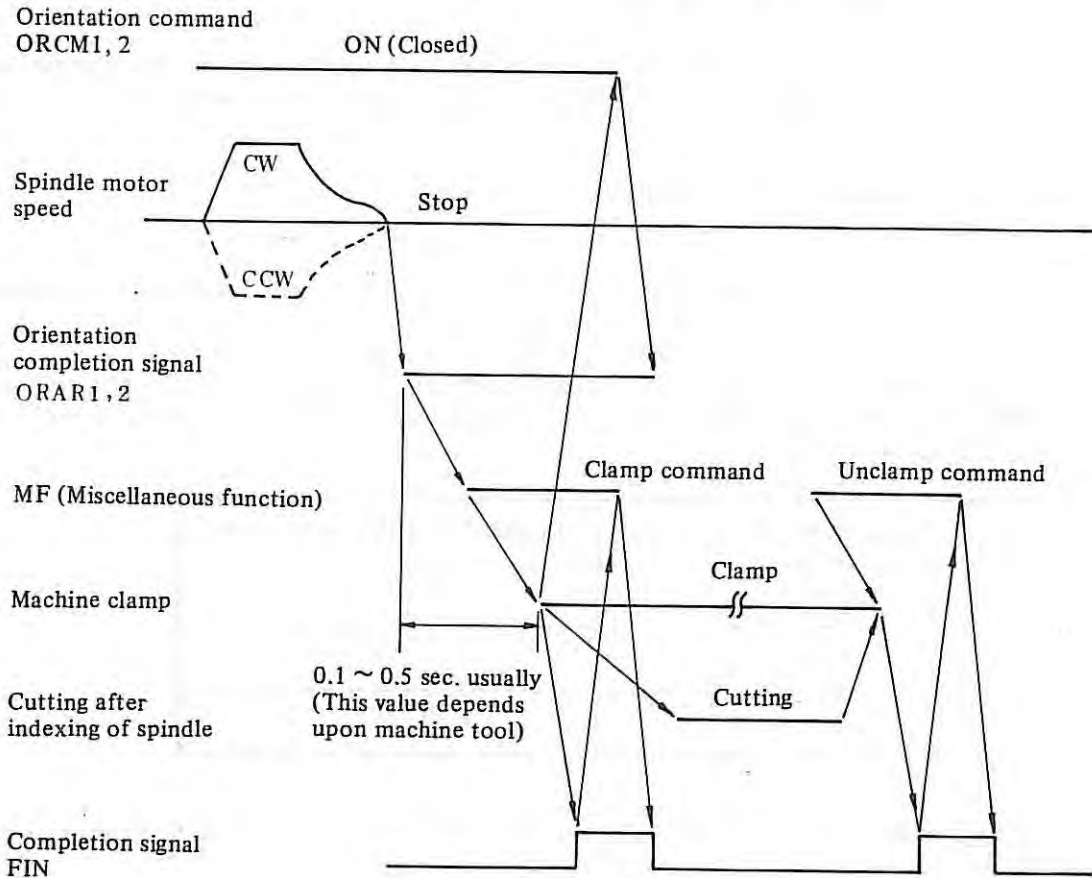 Orientation command
ORCM1, 2
ON (Closed)
CW
Spindle motor
speed
Stop
CCW
Orientation
completion signal
ORAR1, 2
Clamp command
Unclamp command
MF (Miscellaneous function)
Clamp
Machine clamp
0.1 ~ 0.5 sec. usually
(This value depends
upon machine tool)
Cutting after
indexing of spindle
Cutting
Completion signal
FIN